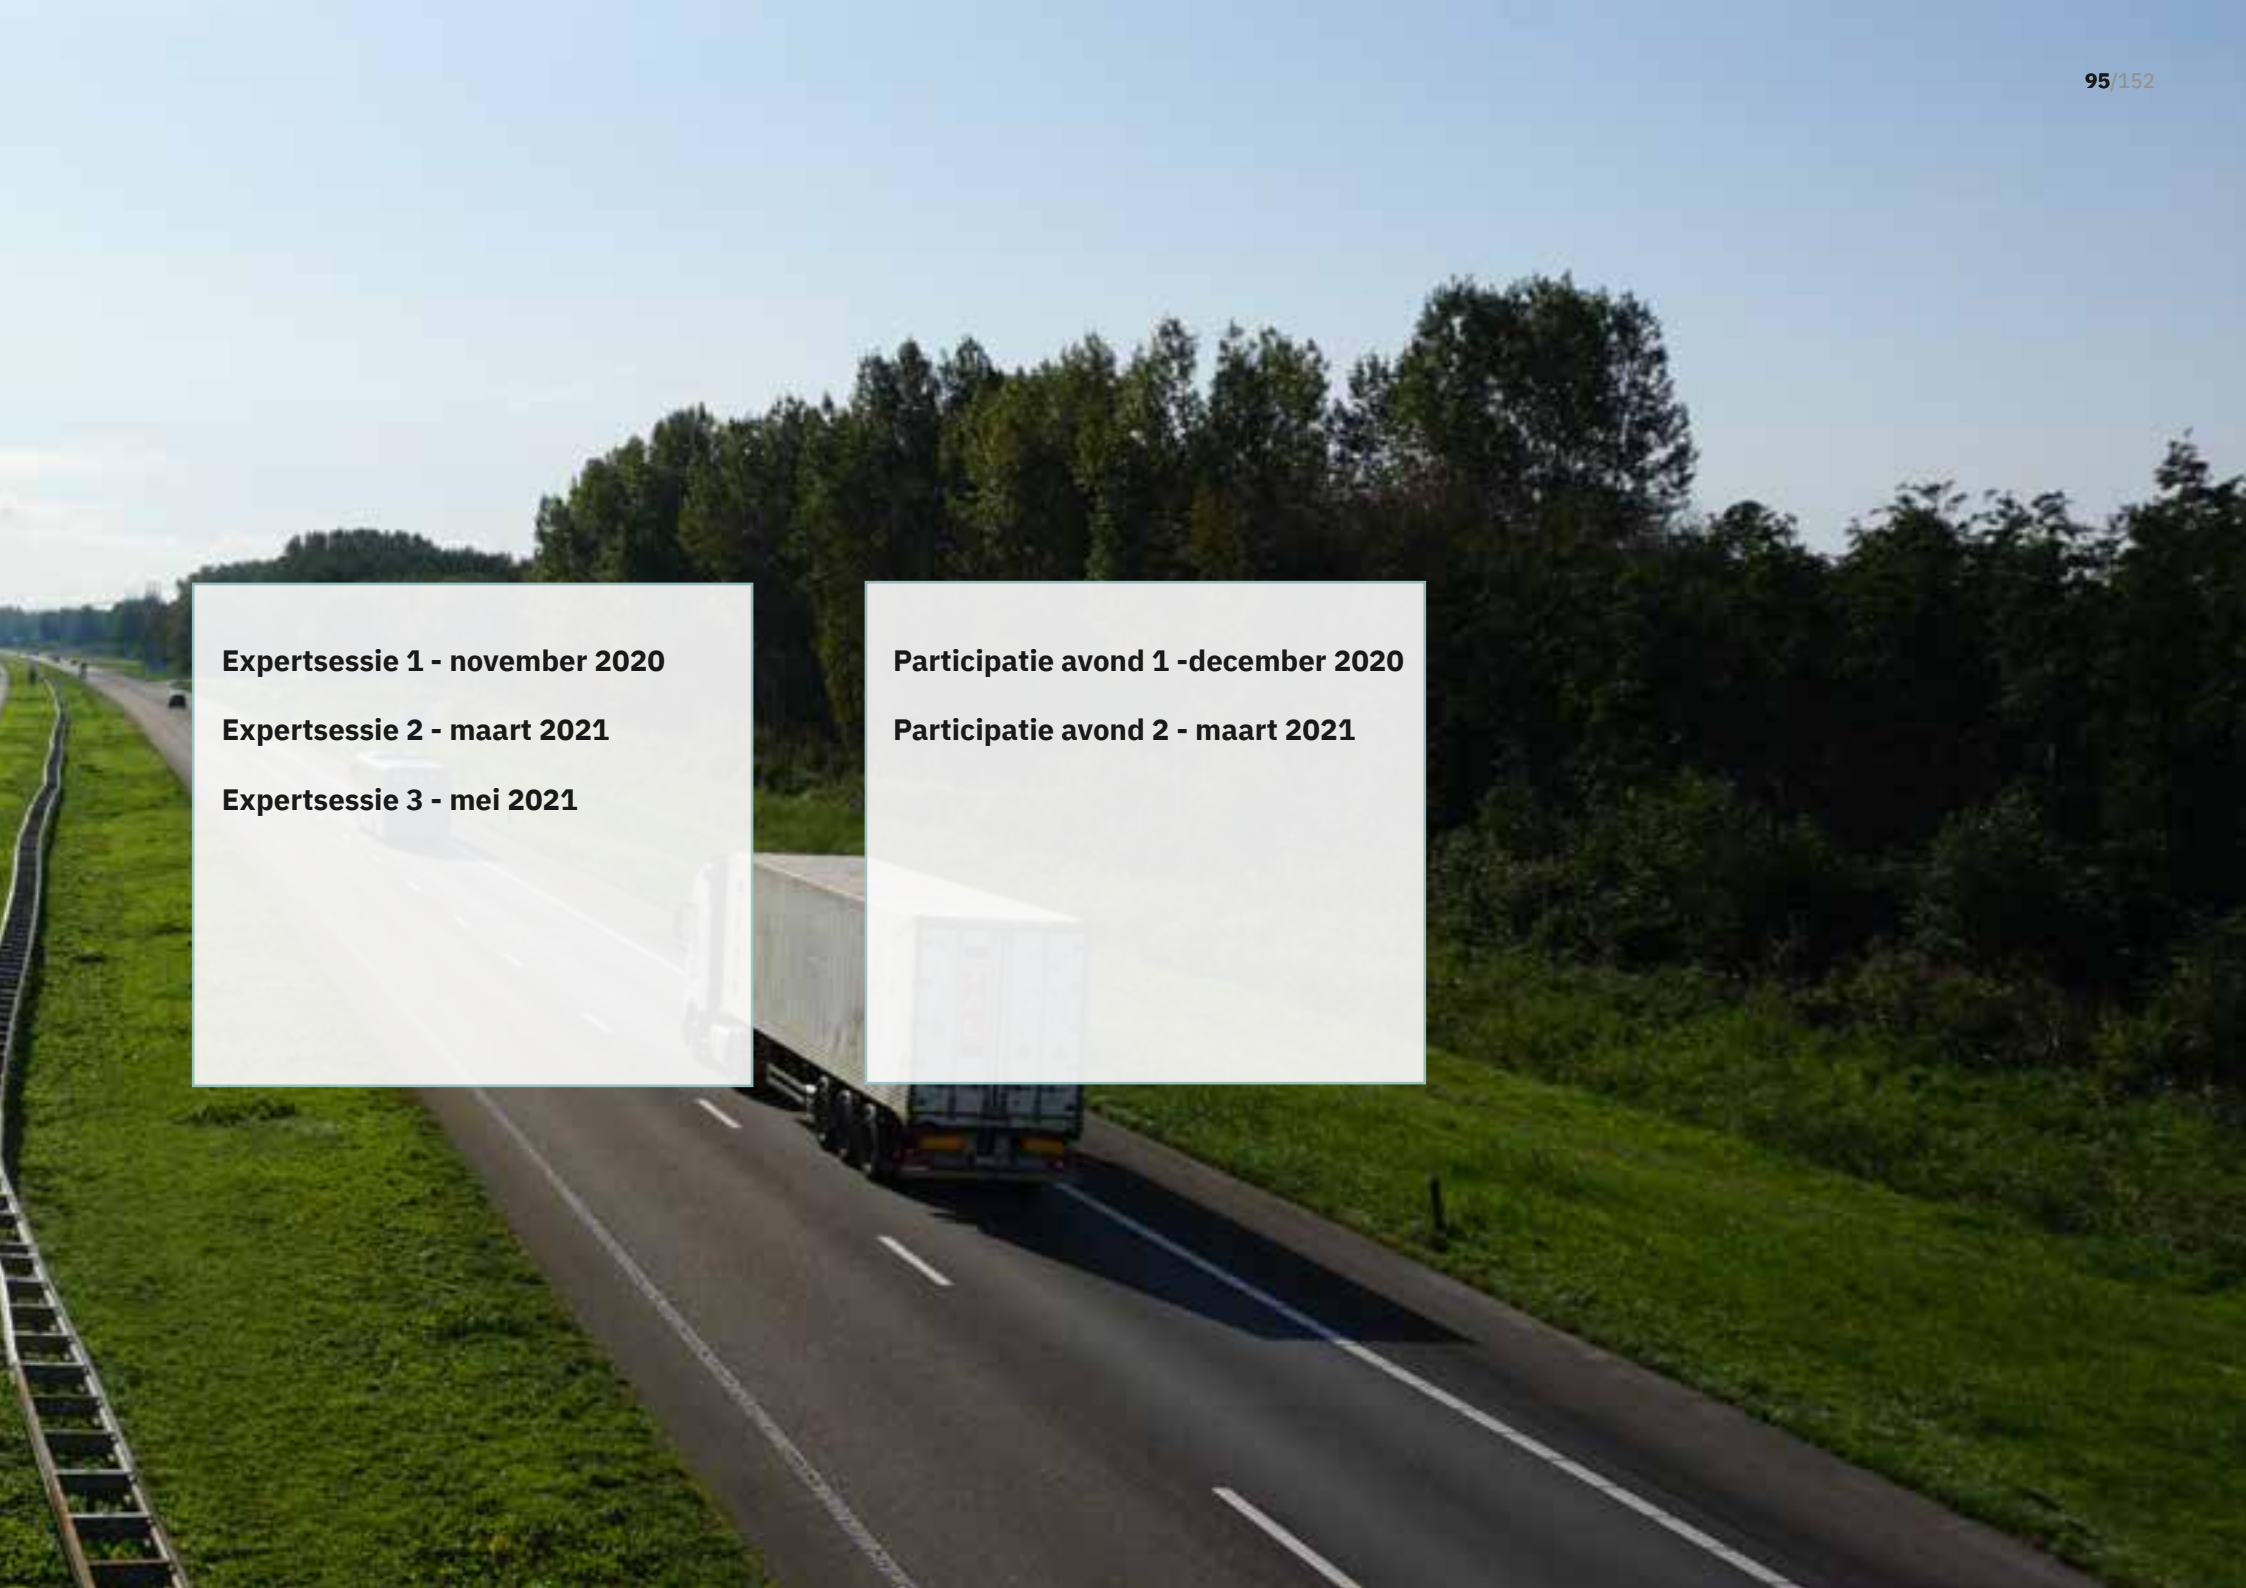 95/152
Expertsessie 1 - november 2020
Expertsessie 2 - maart 2021
Expertsessie 3 - mei 2021
Participatie avond 1 -december 2020
Participatie avond 2 - maart 2021